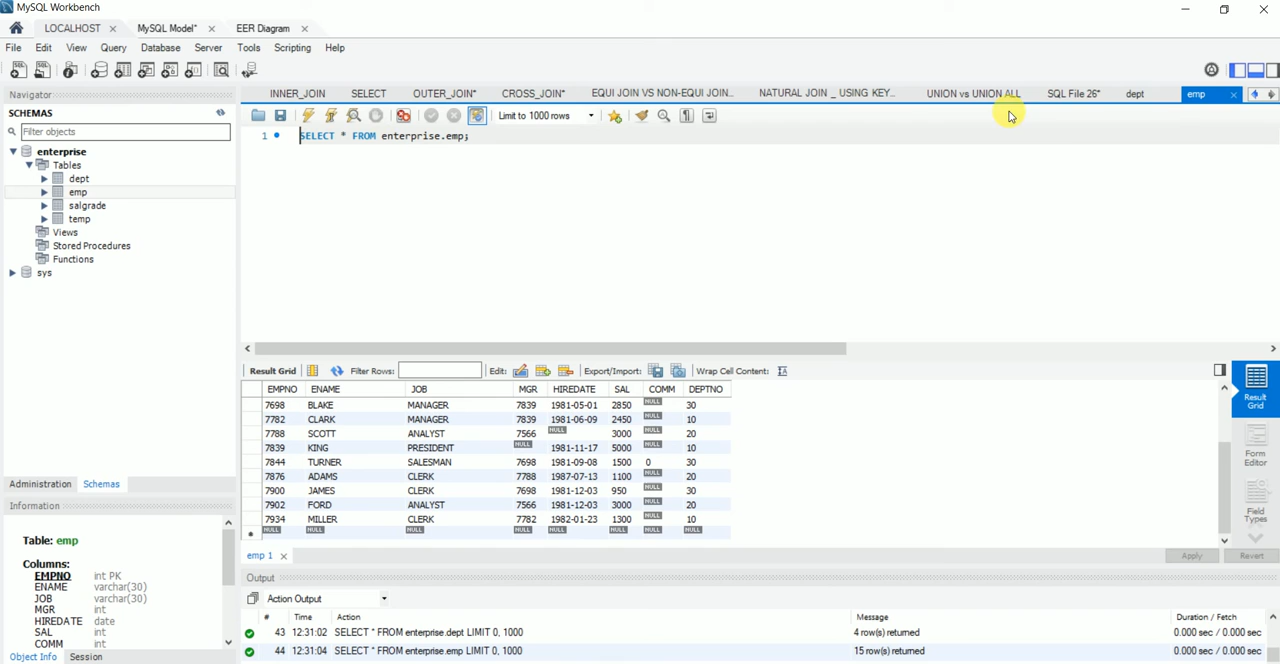 MySQL Workbench
LOCALHOST MySQL Model* EER Diagram
File Edit View Query Database Server Tools Scripting Help
Navigator
SCHEMAS
Filter objects
enterprise
Tables
dept
emp
salgrade
temp
Views
Stored Procedures
Functions
sys
Administration Schemas
Information
Table: emp
Columns:
EMPNO int PK
ENAME varchar(30)
JOB varchar(30)
MGR int
HIREDATE date
SAL int
COMM int
Object Info Session
INNER_JOIN SELECT OUTER_JOIN* CROSS_JOIN* EQUI JOIN VS NON-EQUI JOIN... NATURAL JOIN _ USING KEY... UNION vs UNION ALL SQL File 26* dept emp
Limit to 1000 rows
1 SELECT * FROM enterprise.emp;
Result Grid Filter Rows: Edit: Export/Import: Wrap Cell Content:
EMPNO ENAME JOB MGR HIREDATE SAL COMM DEPTNO
7698 BLAKE MANAGER 7839 1981-05-01 2850 NULL 30
7782 CLARK MANAGER 7839 1981-06-09 2450 NULL 10
7788 SCOTT ANALYST 7566 NULL 3000 NULL 20
7839 KING PRESIDENT NULL 1981-11-17 5000 NULL 10
7844 TURNER SALESMAN 7698 1981-09-08 1500 0 30
7876 ADAMS CLERK 7788 1987-07-13 1100 NULL 20
7900 JAMES CLERK 7698 1981-12-03 950 NULL 30
7902 FORD ANALYST 7566 1981-12-03 3000 NULL 20
7934 MILLER CLERK 7782 1982-01-23 1300 NULL 10
NULL NULL NULL NULL NULL NULL NULL NULL
Result Grid
Form Editor
Field Types
emp 1 Apply Revert
Output
Action Output
# Time Action Message Duration / Fetch
43 12:31:02 SELECT * FROM enterprise.dept LIMIT 0, 1000 4 row(s) returned 0.000 sec / 0.000 sec
44 12:31:04 SELECT * FROM enterprise.emp LIMIT 0, 1000 15 row(s) returned 0.000 sec / 0.000 sec